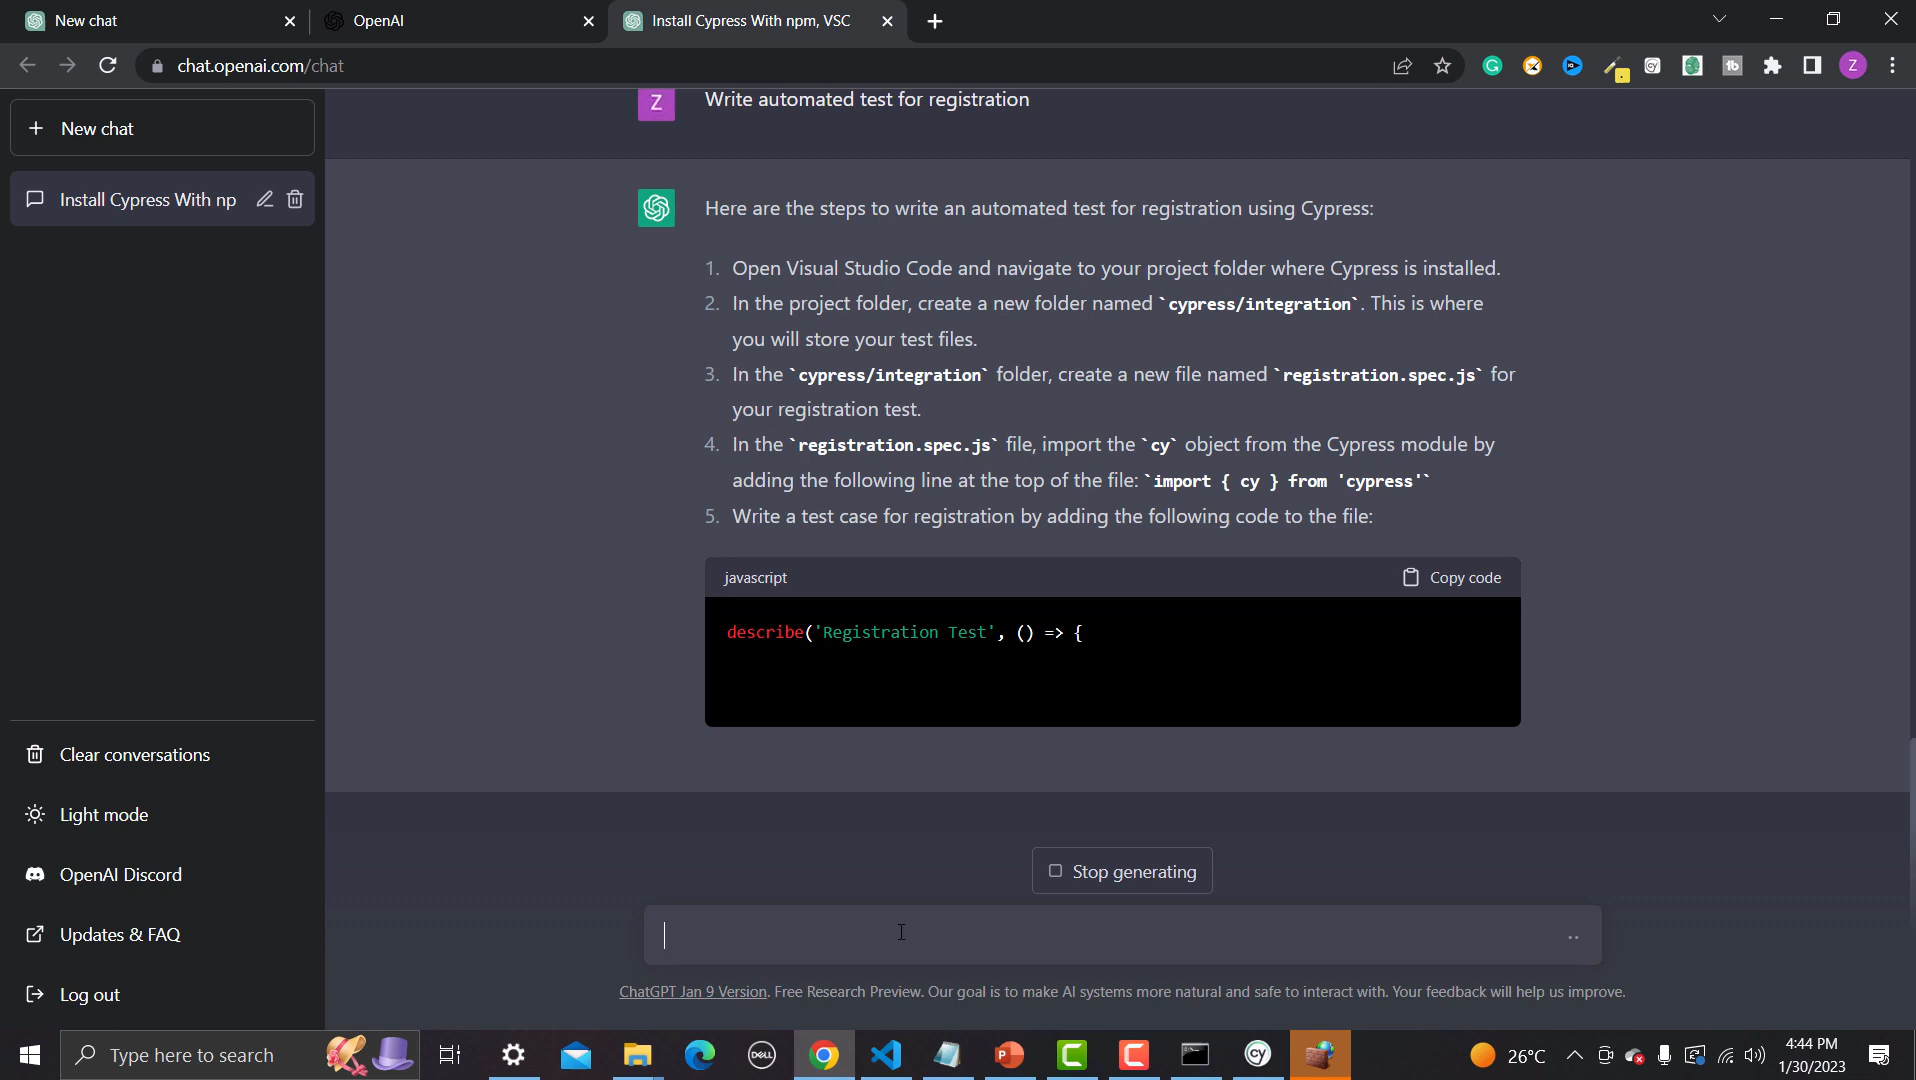 New chat
OpenAI
Install Cypress With npm, VSC
chat.openai.com/chat
Z
New chat
Install Cypress With np
Clear conversations
Light mode
OpenAI Discord
Updates & FAQ
Log out
Z
Write automated test for registration
Here are the steps to write an automated test for registration using Cypress:
1. Open Visual Studio Code and navigate to your project folder where Cypress is installed.
2. In the project folder, create a new folder named `cypress/integration`. This is where
you will store your test files.
3. In the `cypress/integration` folder, create a new file named `registration.spec.js` for
your registration test.
4. In the `registration.spec.js` file, import the `cy` object from the Cypress module by
adding the following line at the top of the file: `import { cy } from 'cypress'`
5. Write a test case for registration by adding the following code to the file:
javascript
Copy code
describe('Registration Test', () => {
Stop generating
ChatGPT Jan 9 Version. Free Research Preview. Our goal is to make AI systems more natural and safe to interact with. Your feedback will help us improve.
Type here to search
DELL
cy
26°C
4:44 PM
1/30/2023